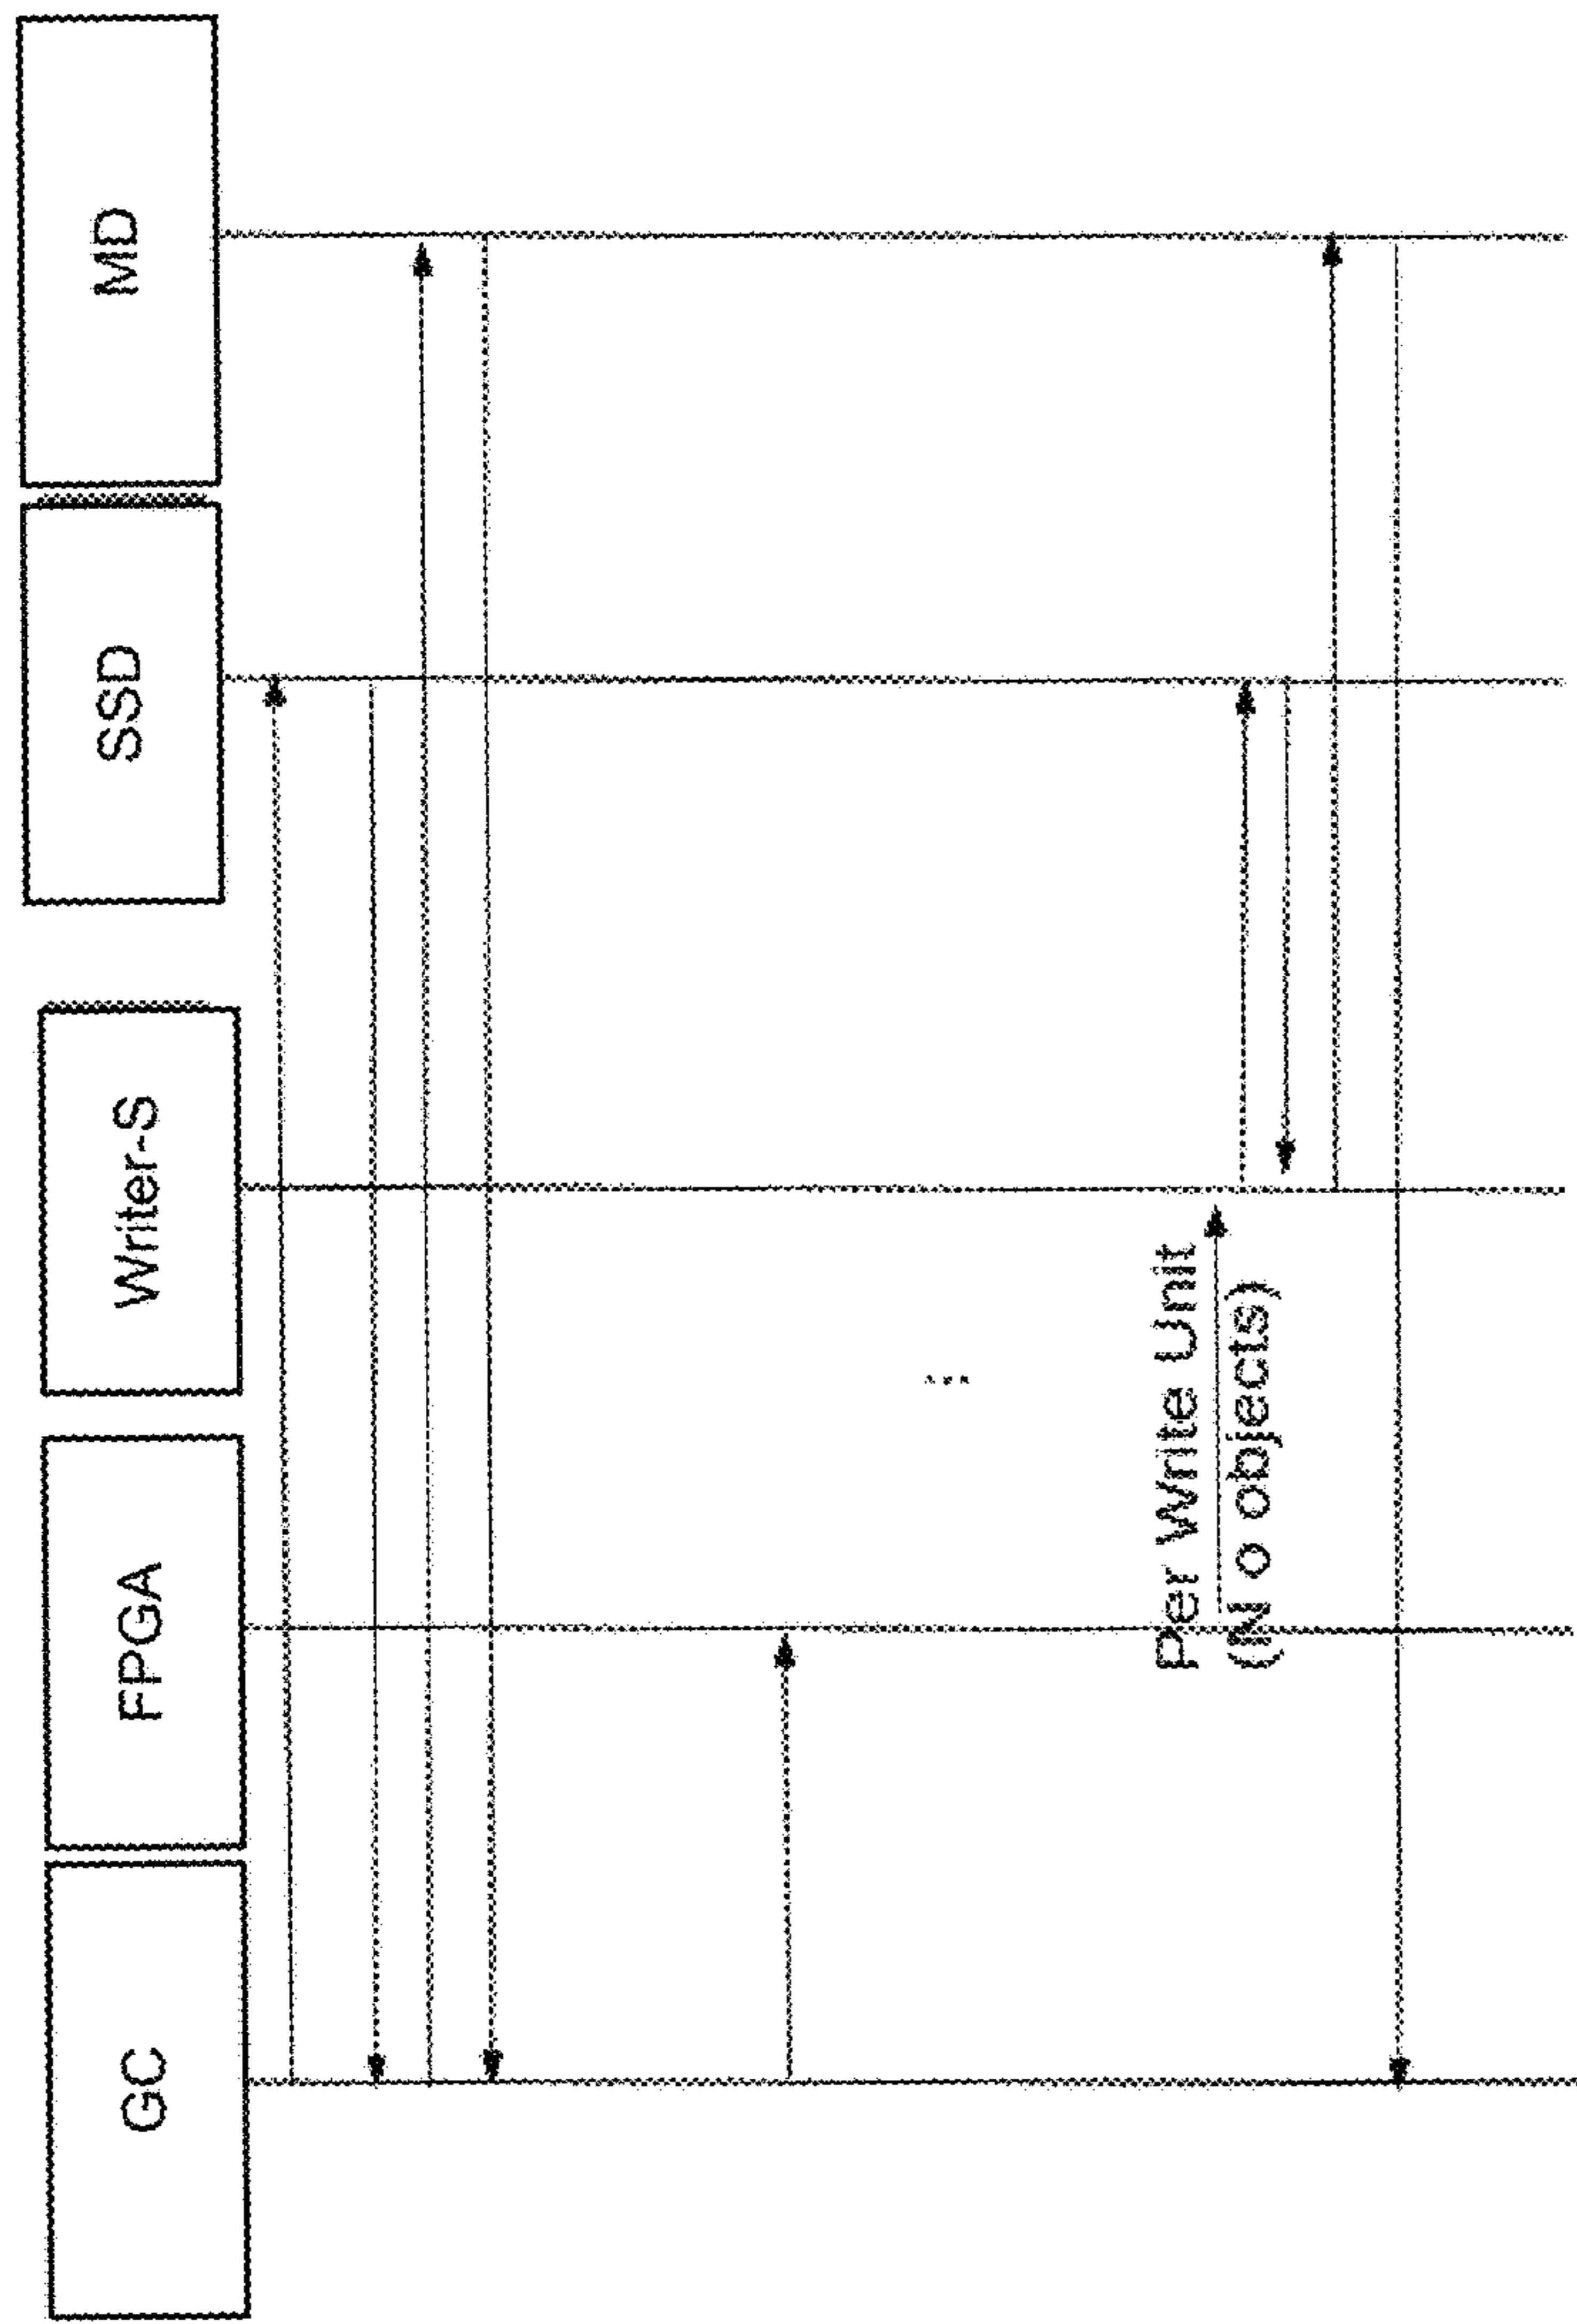 GC
FPGA
Writer-S
SSD
MD
Per Write Unit
(N o objects)